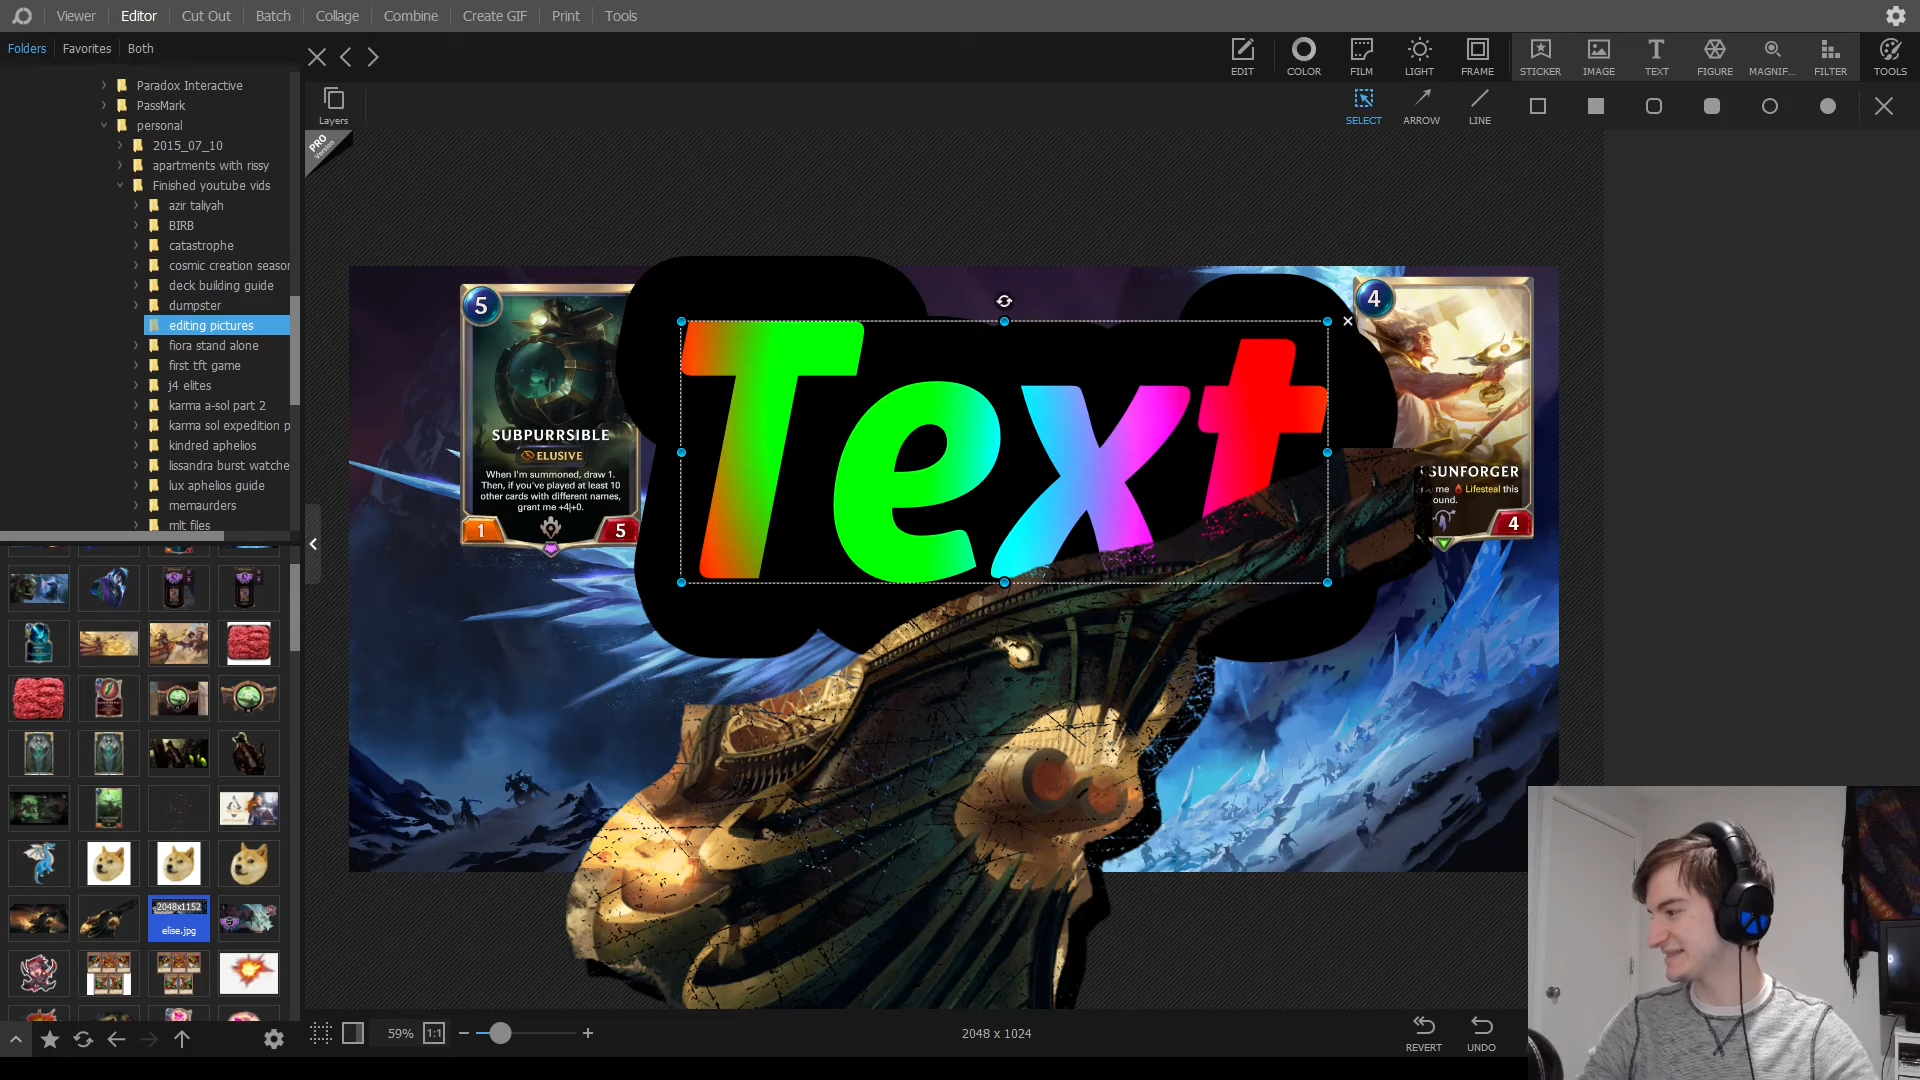 Viewer
Editor
Cut Out
Batch
Collage
Combine
Create GIF
Print
Tools
Folders
Favorites
Both
EDIT
COLOR
FILM
LIGHT
FRAME
STICKER
IMAGE
TEXT
FIGURE
MAGNIF...
FILTER
TOOLS
Layers
SELECT
ARROW
LINE
PRO
Version
Paradox Interactive
PassMark
personal
2015_07_10
apartments with rissy
Finished youtube vids
azir taliyah
BIRB
catastrophe
cosmic creation season
deck building guide
dumpster
editing pictures
fiora stand alone
first tft game
j4 elites
karma a-sol part 2
karma sol expedition p
kindred aphelios
lissandra burst watche
lux aphelios guide
memaurders
mlt files
5
SUBPURRSIBLE
ELUSIVE
When I'm summoned, draw 1.
Then, if you've played at least 10
other cards with different names,
grant me +4|+0.
1
5
Text
4
SUNFORGER
me Lifesteal this
ound.
4
2048x1152
elise.jpg
59%
1:1
2048 x 1024
REVERT
UNDO